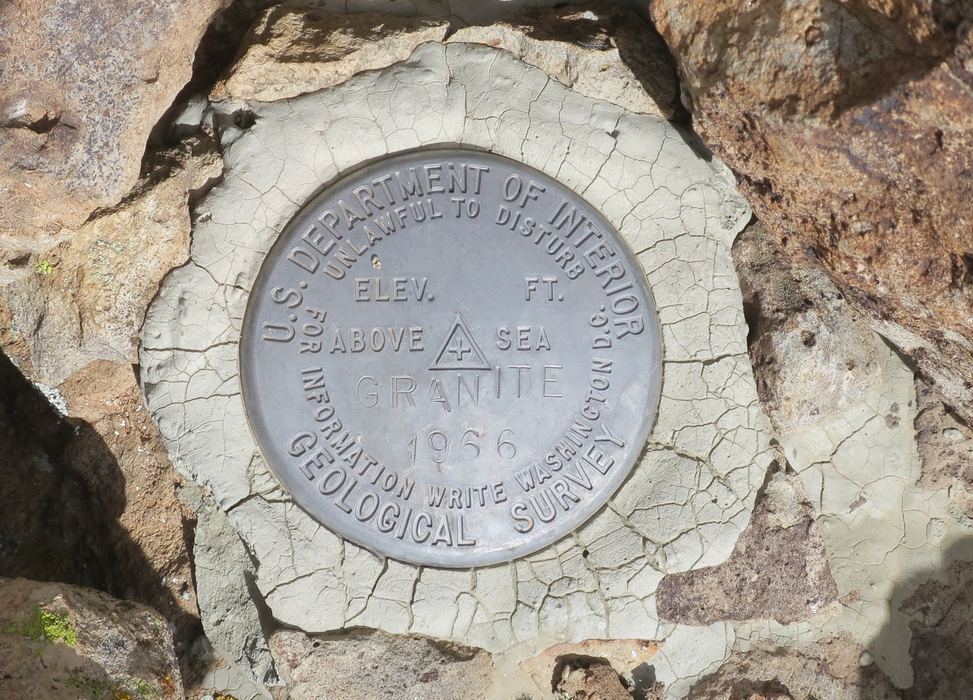 U.S. DEPARTMENT OF INTERIOR
UNLAWFUL TO DISTURB
ELEV. FT.
ABOVE SEA
GRANITE
1966
FOR INFORMATION WRITE WASHINGTON D.C.
GEOLOGICAL SURVEY